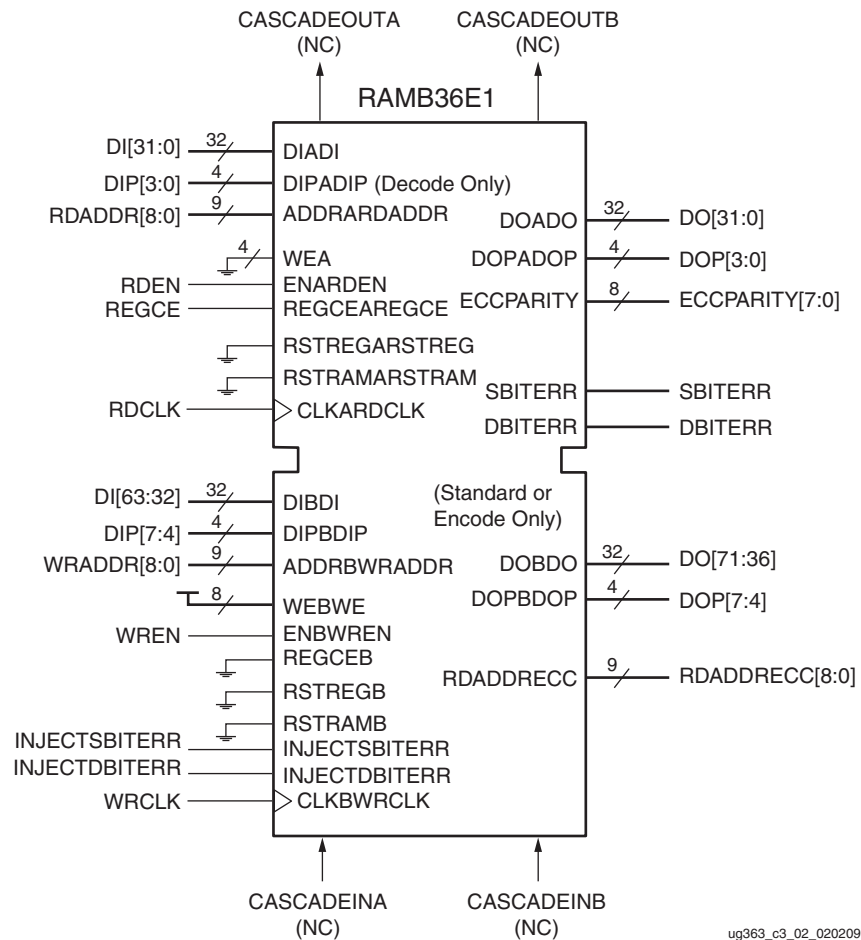 CASCADEOUTA
(NC)
CASCADEOUTB
(NC)
RAMB36E1
DI[31:0] 32 DIADI
DIP[3:0] 4 DIPADIP (Decode Only)
RDADDR[8:0] 9 ADDRARDADDR
4 WEA
RDEN ENARDEN
REGCE REGCEAREGCE
RSTREGARSTREG
RSTRAMARSTRAM
RDCLK CLKARDCLK
DOADO 32 DO[31:0]
DOPADOP 4 DOP[3:0]
ECCPARITY 8 ECCPARITY[7:0]
SBITERR SBITERR
DBITERR DBITERR
DI[63:32] 32 DIBDI
DIP[7:4] 4 DIPBDIP
WRADDR[8:0] 9 ADDRBWRADDR
8 WEBWE
WREN ENBWREN
REGCEB
RSTREGB
RSTRAMB
INJECTSBITERR INJECTSBITERR
INJECTDBITERR INJECTDBITERR
WRCLK CLKBWRCLK
(Standard or
Encode Only)
DOBDO 32 DO[71:36]
DOPBDOP 4 DOP[7:4]
RDADDRECC 9 RDADDRECC[8:0]
CASCADEINA
(NC)
CASCADEINB
(NC)
ug363_c3_02_020209